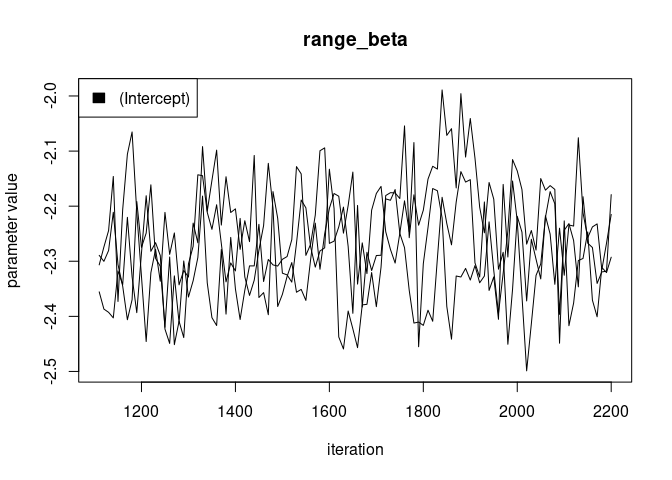 range_beta
(Intercept)
parameter value
-2.0
-2.1
-2.2
-2.3
-2.4
-2.5
1200 1400 1600 1800 2000 2200
iteration